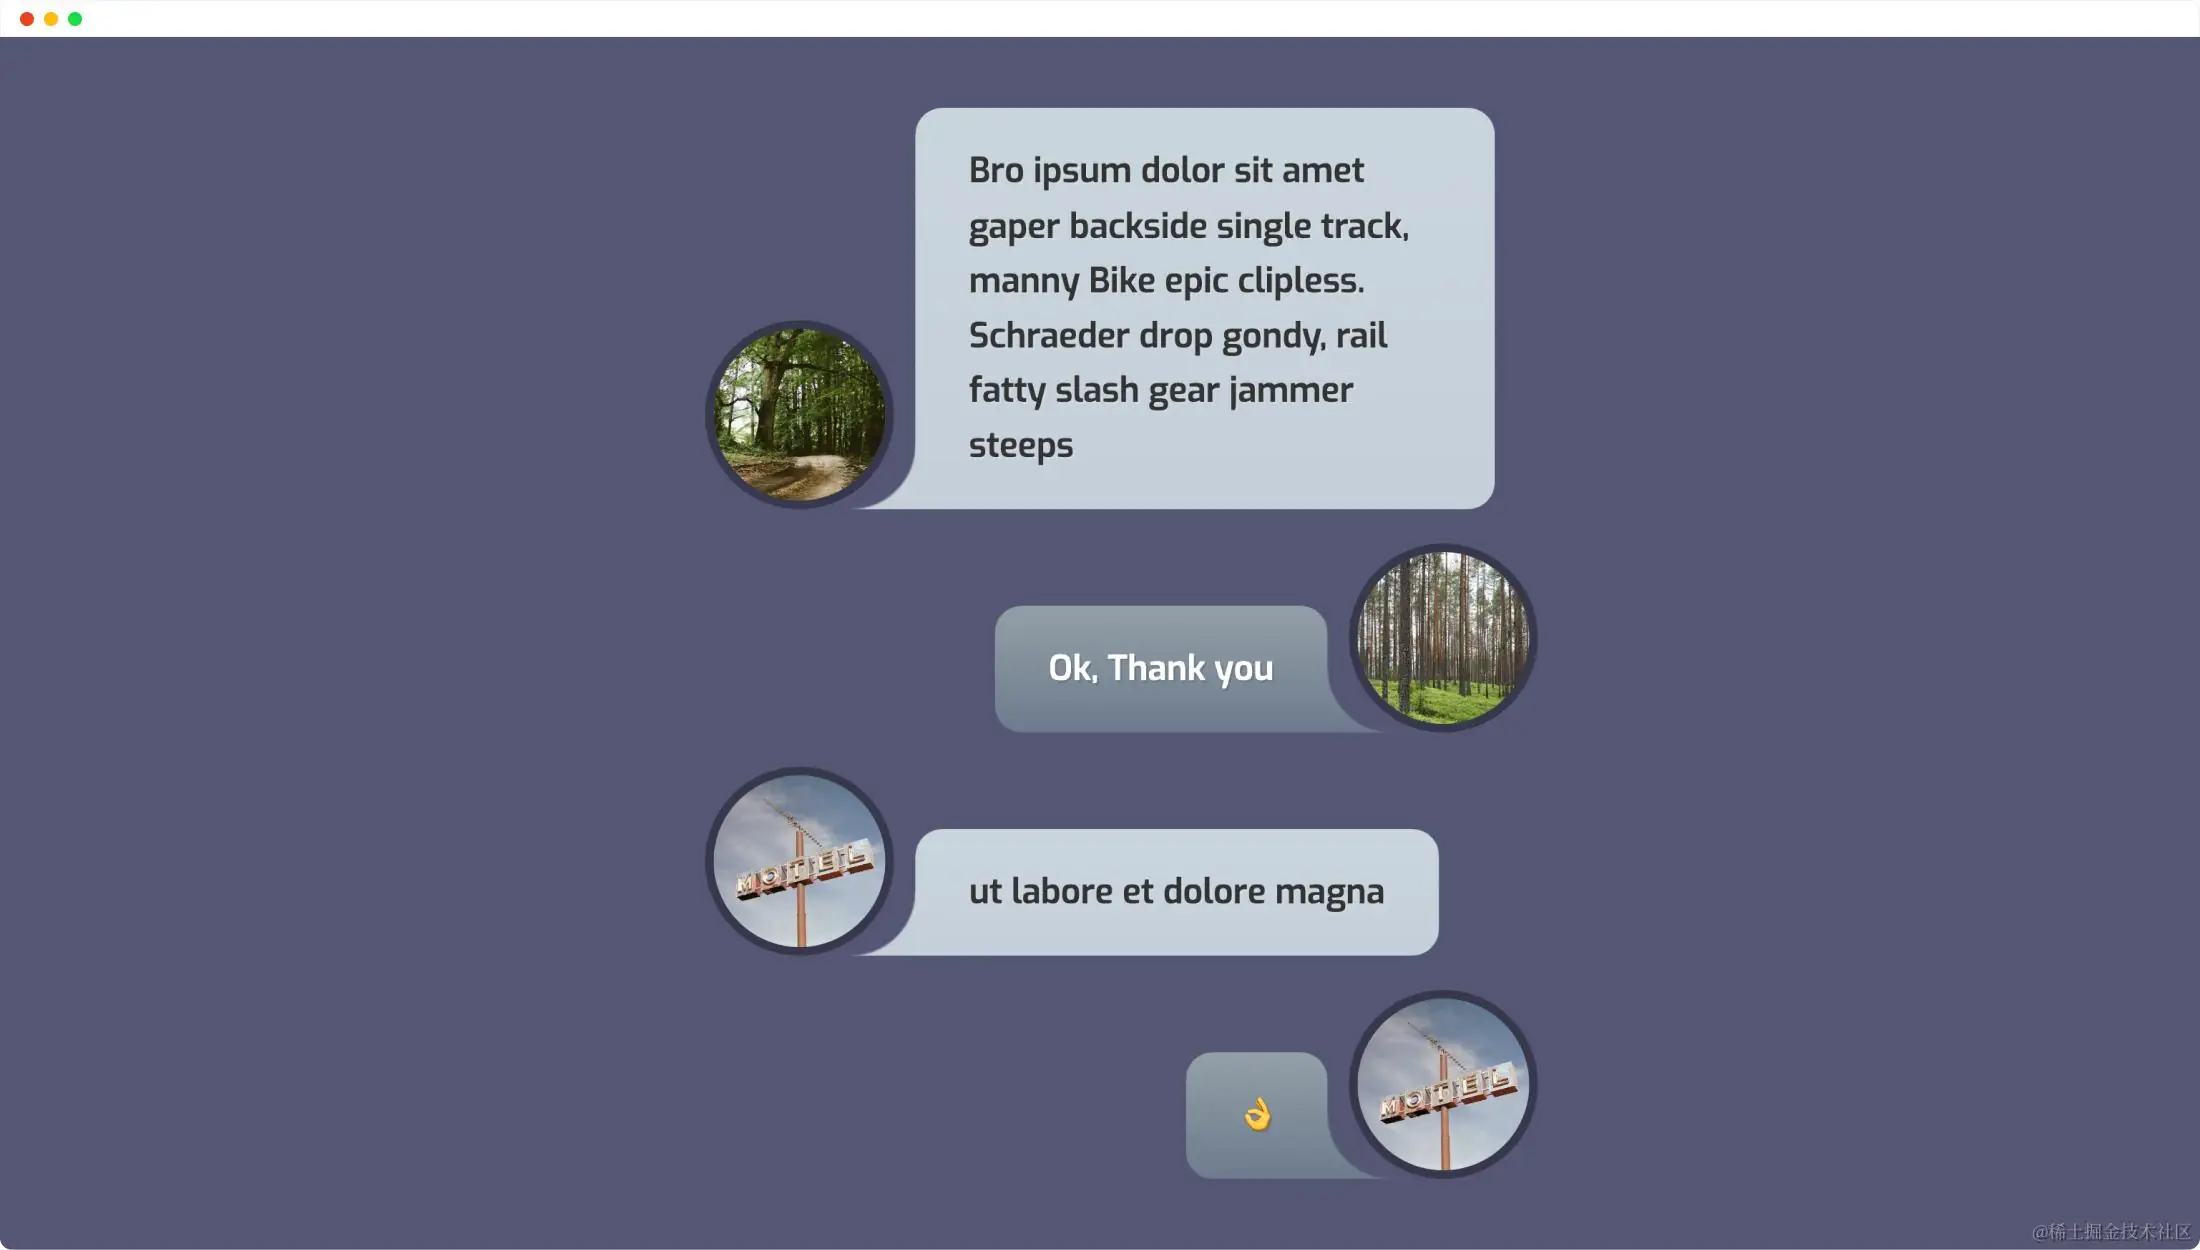 Bro ipsum dolor sit amet
gaper backside single track,
manny Bike epic clipless.
Schraeder drop gondy, rail
fatty slash gear jammer
steeps
Ok, Thank you
MOTEL
ut labore et dolore magna
👌
MOTEL
@稀土掘金技术社区